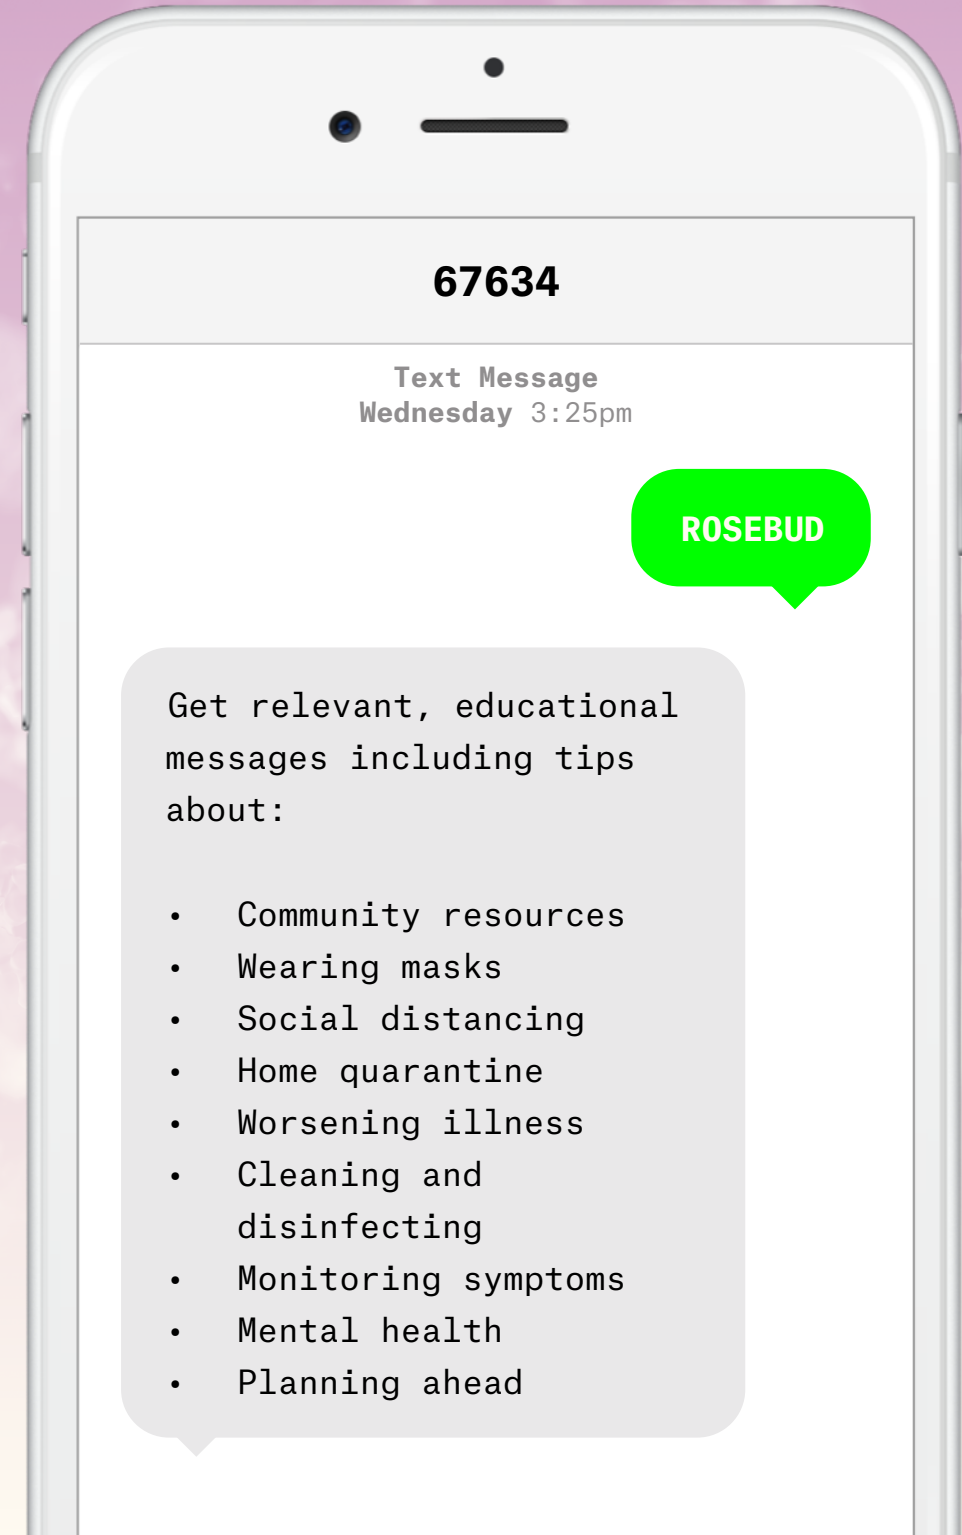 67634
Text Message
Wednesday 3:25pm
ROSEBUD
Get relevant, educational
messages including tips
about:
• Community resources
• Wearing masks
• Social distancing
• Home quarantine
• Worsening illness
• Cleaning and
disinfecting
• Monitoring symptoms
• Mental health
• Planning ahead